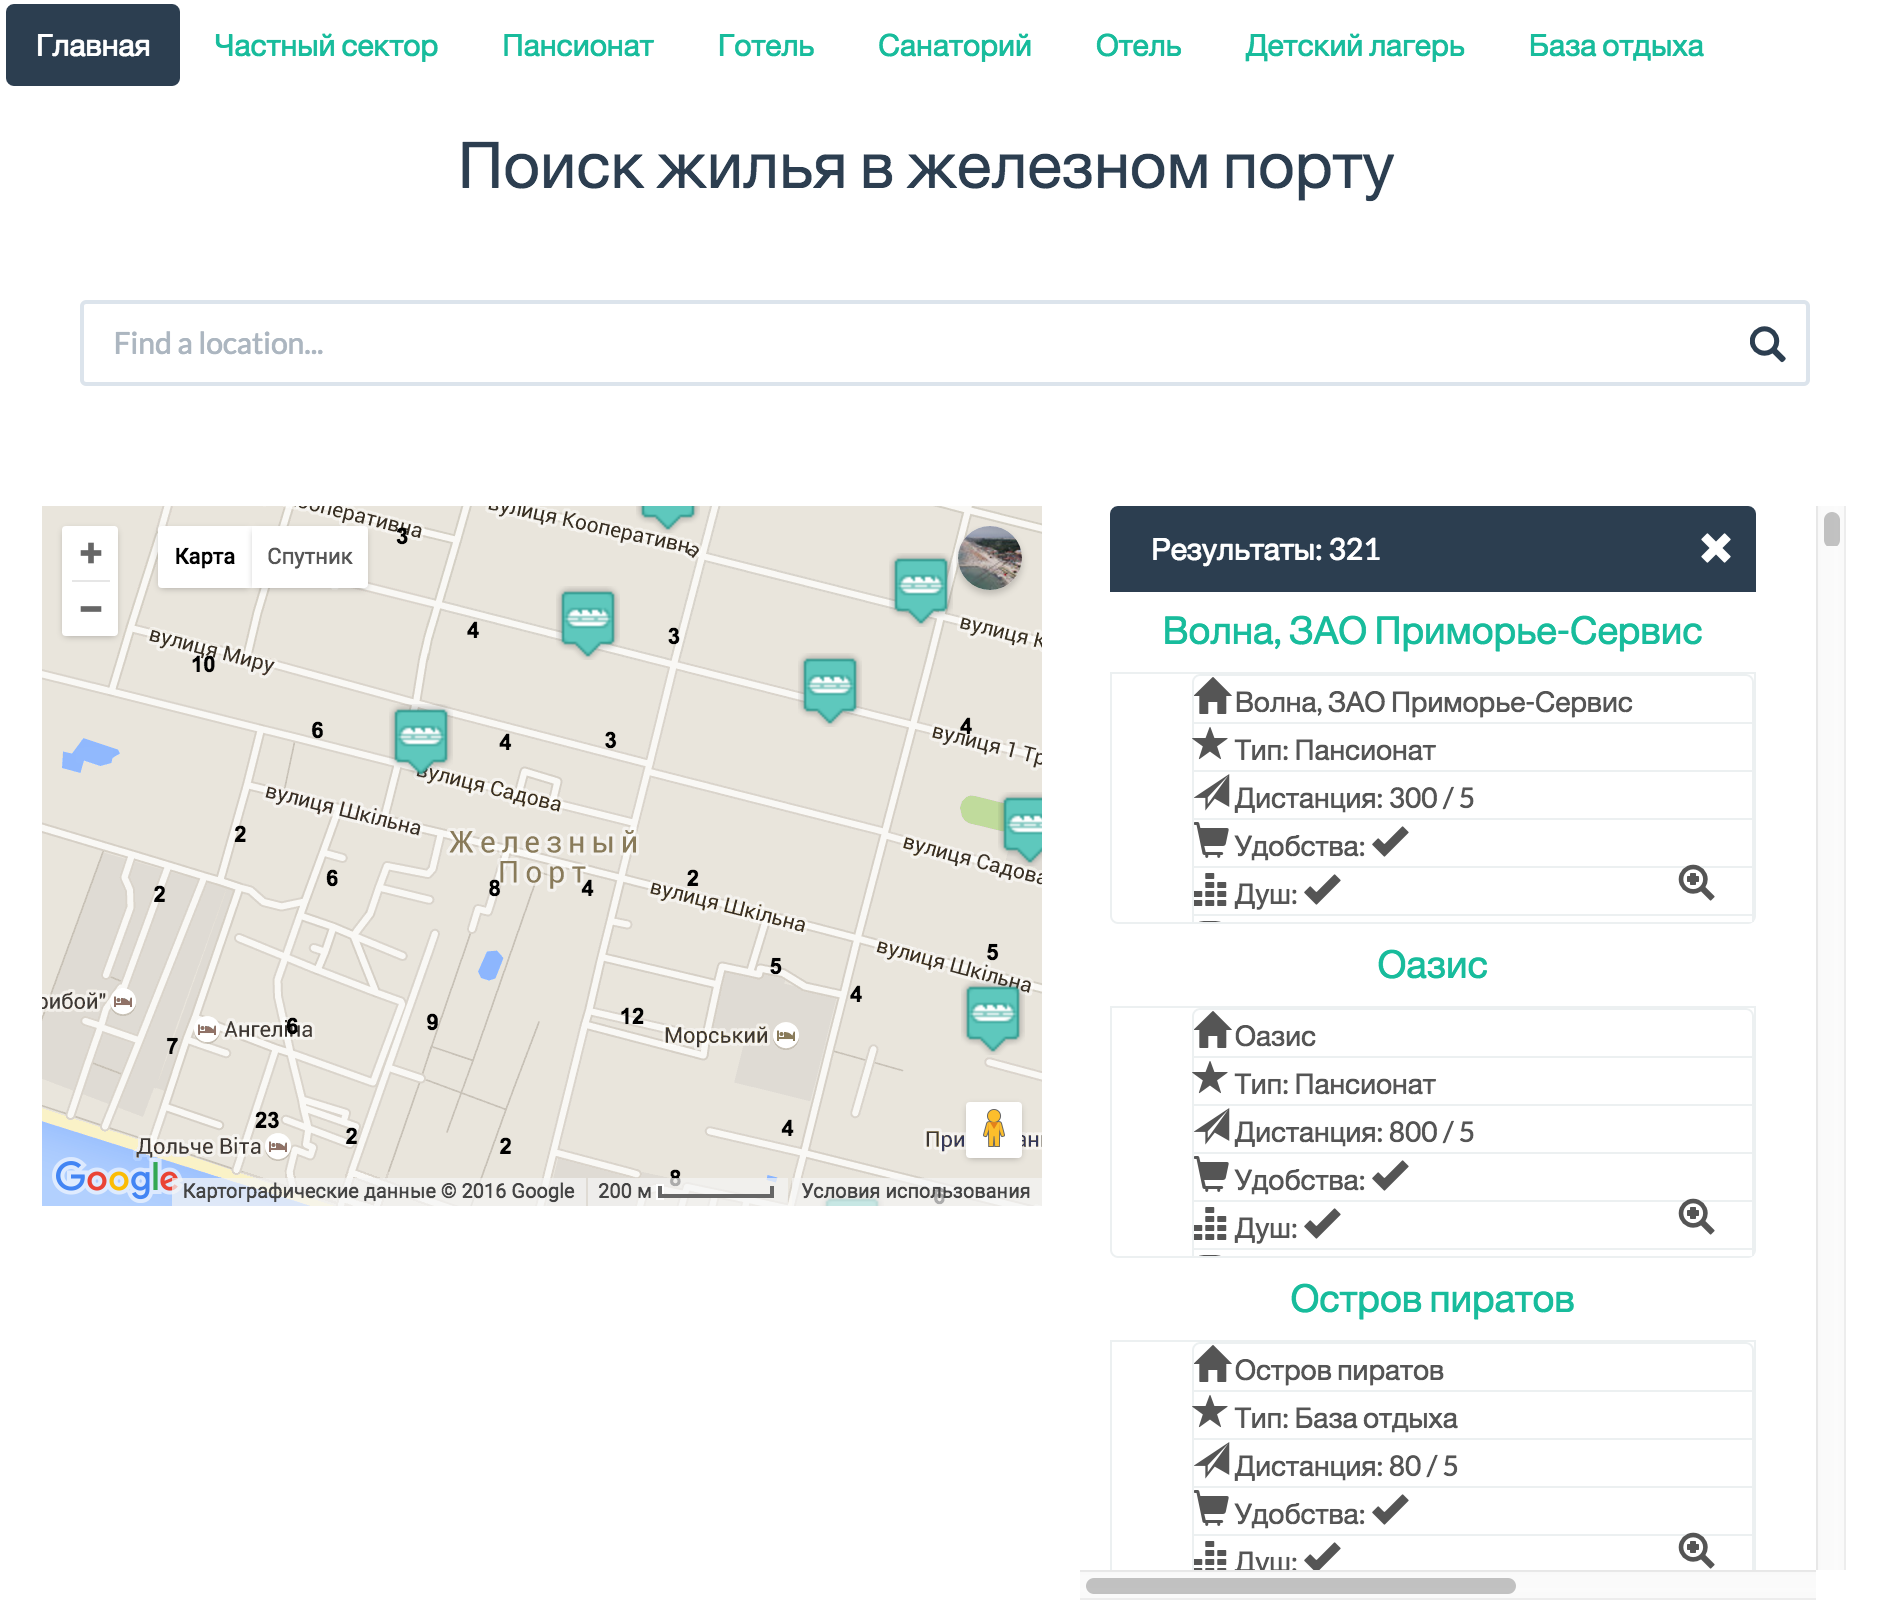 Главная Частный сектор Пансионат Готель Санаторий Отель Детский лагерь База отдыха
Поиск жилья в железном порту
Find a location...
Карта Спутник
вулиця Кооперативна
3
вулиця Миру
10
4
3
6
4
3
4
вулиця 1
вулиця Садова
вулиця Шкільна
Железный
Порт
2
2
6
8
4
2
вулиця Шкільна
вулиця Садова
вулиця Шкільна
5
5
4
Ангеліна
6
7
9
12
Морський
23
Дольче Віта
2
2
4
8
Google
Картографические данные © 2016 Google 200 м Условия использования
Результаты: 321
Волна, ЗАО Приморье-Сервис
Волна, ЗАО Приморье-Сервис
Тип: Пансионат
Дистанция: 300 / 5
Удобства:
Душ:
Оазис
Оазис
Тип: Пансионат
Дистанция: 800 / 5
Удобства:
Душ:
Остров пиратов
Остров пиратов
Тип: База отдыха
Дистанция: 80 / 5
Удобства:
Душ: